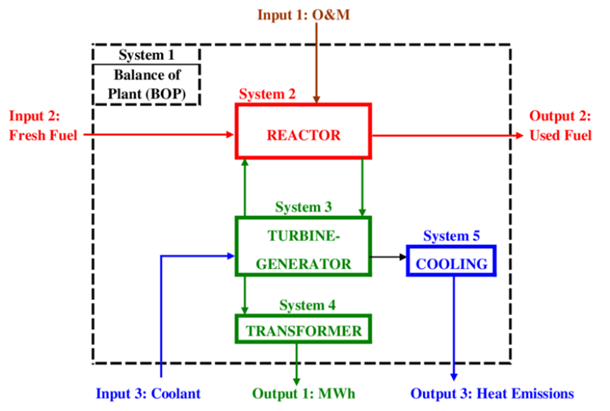 Input 1: O&M
System 1
Balance of
Plant (BOP)
System 2
Input 2:
Fresh Fuel
REACTOR
Output 2:
Used Fuel
System 3
TURBINE-
GENERATOR
System 5
COOLING
System 4
TRANSFORMER
Input 3: Coolant
Output 1: MWh
Output 3: Heat Emissions